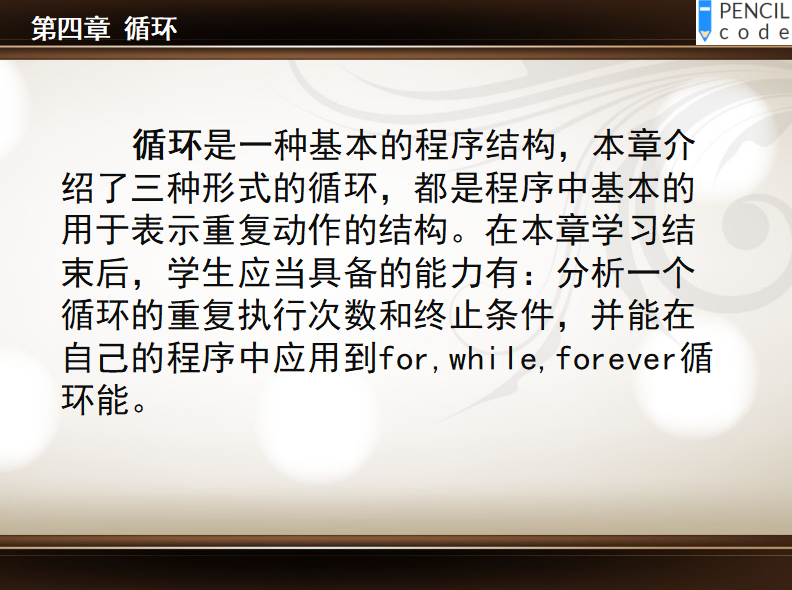 第四章 循环
PENCIL
code
循环是一种基本的程序结构，本章介
绍了三种形式的循环，都是程序中基本的
用于表示重复动作的结构。在本章学习结
束后，学生应当具备的能力有：分析一个
循环的重复执行次数和终止条件，并能在
自己的程序中应用到for,while,forever循
环能。